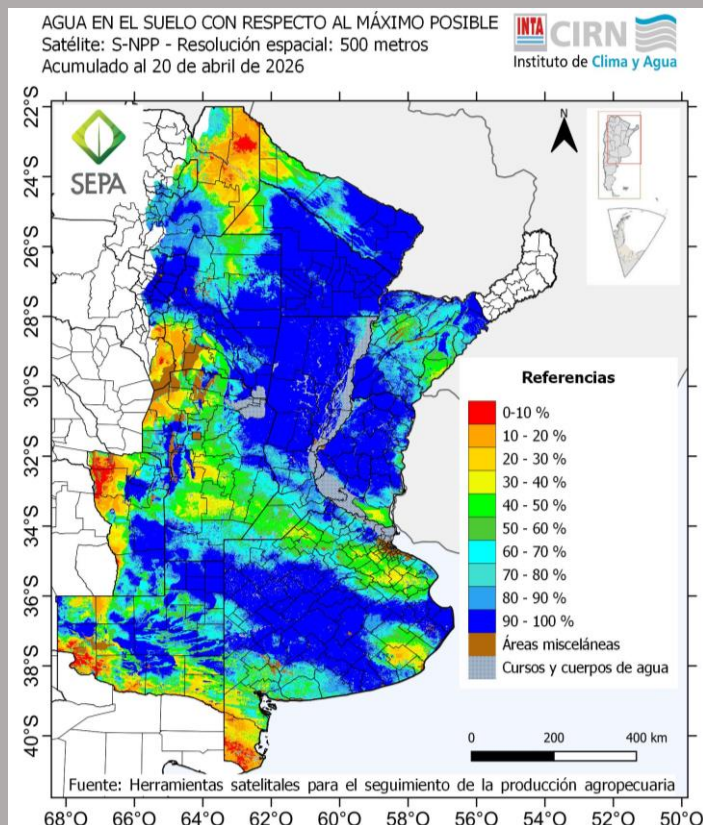 AGUA EN EL SUELO CON RESPECTO AL MÁXIMO POSIBLE
Satélite: S-NPP - Resolución espacial: 500 metros
Acumulado al 20 de abril de 2026
INTA CIRN
Instituto de Clima y Agua
SEPA
N
22°S
24°S
26°S
28°S
30°S
32°S
34°S
36°S
38°S
40°S
Referencias
0-10 %
10 - 20 %
20 - 30 %
30 - 40 %
40 - 50 %
50 - 60 %
60 - 70 %
70 - 80 %
80 - 90 %
90 - 100 %
Áreas misceláneas
Cursos y cuerpos de agua
0 200 400 km
Fuente: Herramientas satelitales para el seguimiento de la producción agropecuaria
68°O 66°O 64°O 62°O 60°O 58°O 56°O 54°O 52°O 50°O